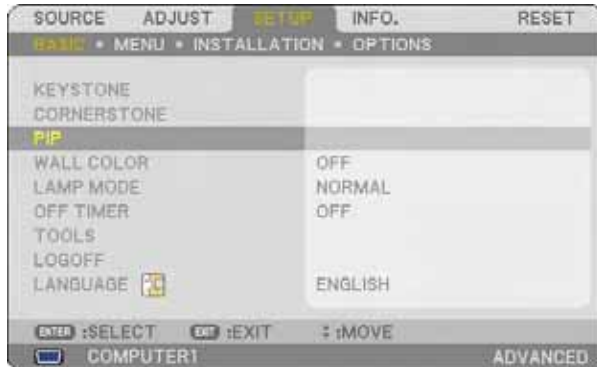 SOURCE ADJUST SETUP INFO. RESET
BASIC • MENU • INSTALLATION • OPTIONS
KEYSTONE
CORNERSTONE
PIP
WALL COLOR OFF
LAMP MODE NORMAL
OFF TIMER OFF
TOOLS
LOGOFF
LANGUAGE ENGLISH
ENTER :SELECT EXIT :EXIT :MOVE
COMPUTER1 ADVANCED